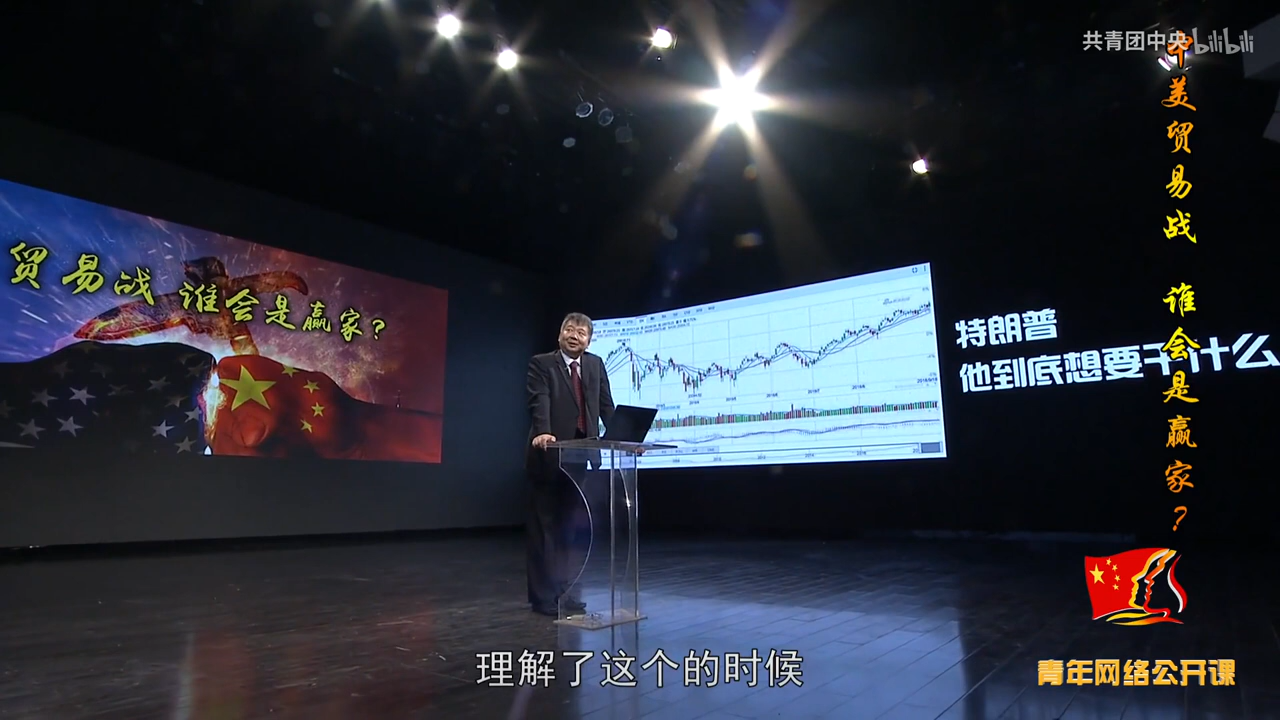 共青团中央 bilibili
中美贸易战 谁会是赢家?
贸易战 谁会是赢家?
特朗普
他到底想要干什么
理解了这个的时候
青年网络公开课